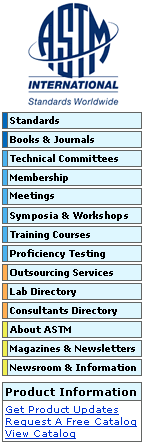 ASTM
INTERNATIONAL
Standards Worldwide
Standards
Books & Journals
Technical Committees
Membership
Meetings
Symposia & Workshops
Training Courses
Proficiency Testing
Outsourcing Services
Lab Directory
Consultants Directory
About ASTM
Magazines & Newsletters
Newsroom & Information
Product Information
Get Product Updates
Request A Free Catalog
View Catalog